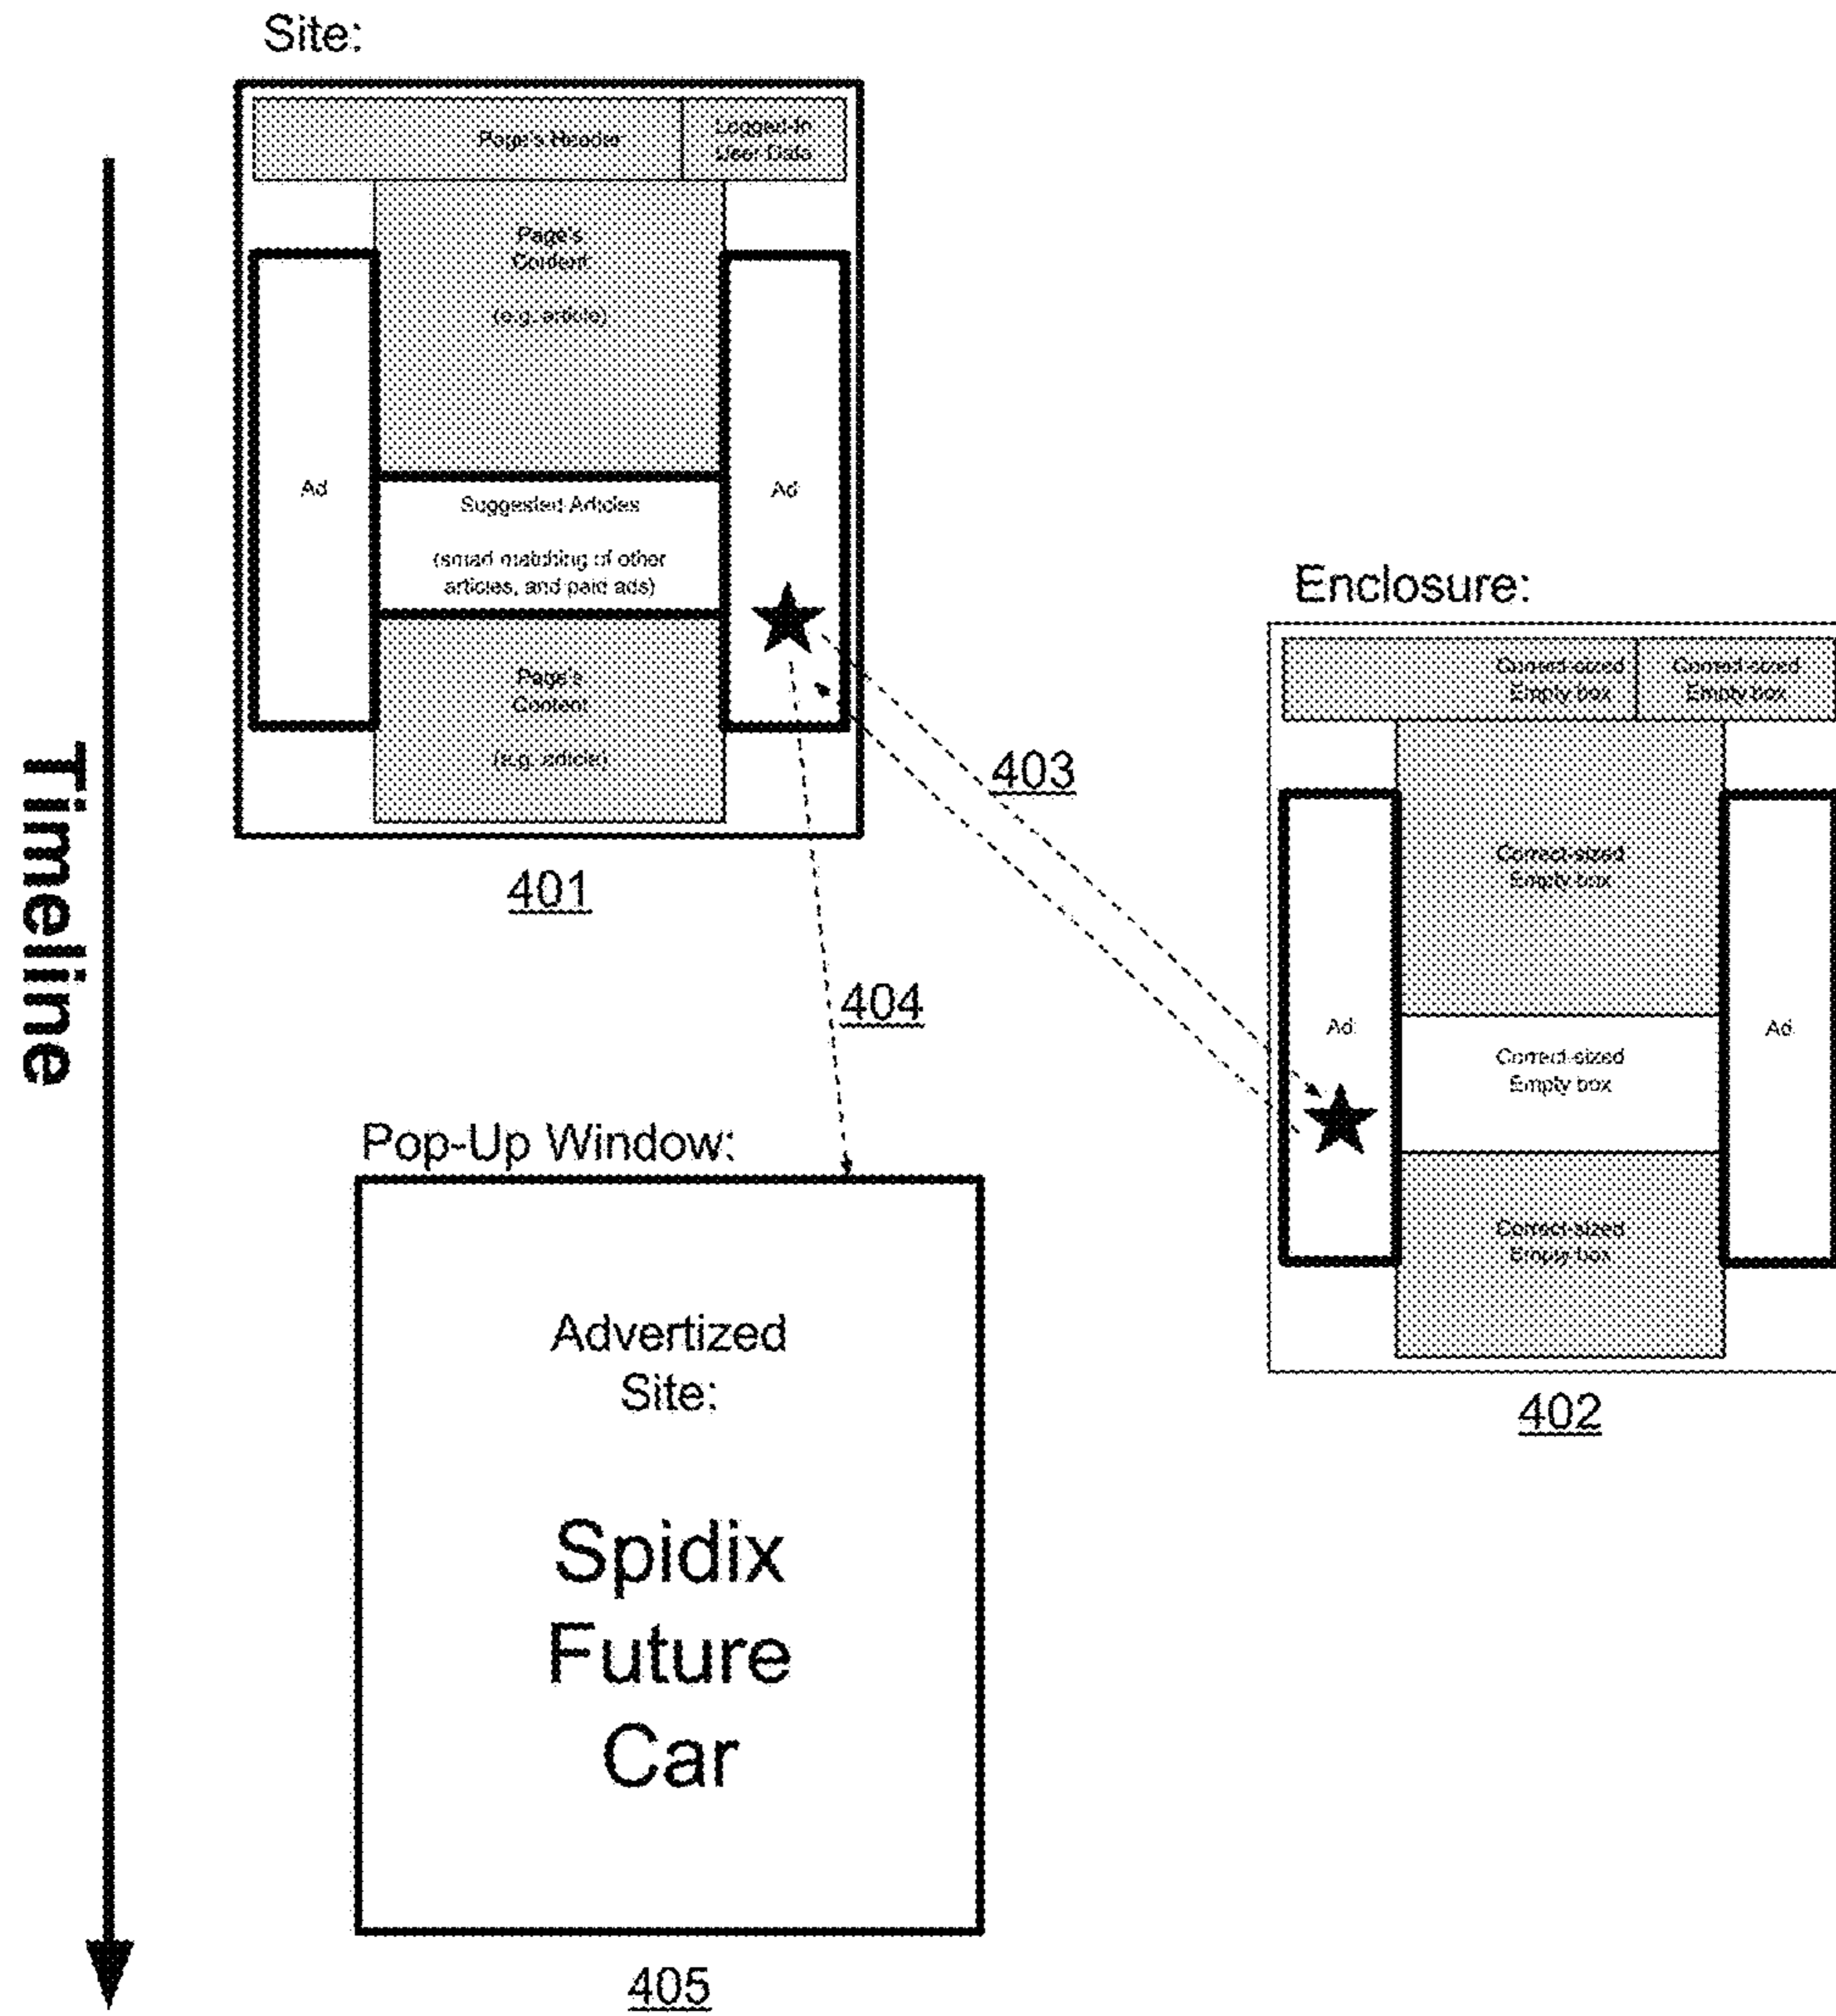 Site:
Page's Header
Logged-In
User Data
Page's
Content
(e.g. article)
Ad
Suggested Articles
(smart matching of other
articles, and paid ads)
Ad
Page's
Content
(e.g. article)
401
Timeline
403
404
Enclosure:
Correct-sized
Empty box
Correct-sized
Empty box
Correct-sized
Empty box
Ad
Correct-sized
Empty box
Ad
Correct-sized
Empty box
402
Pop-Up Window:
Advertized
Site:
Spidix
Future
Car
405